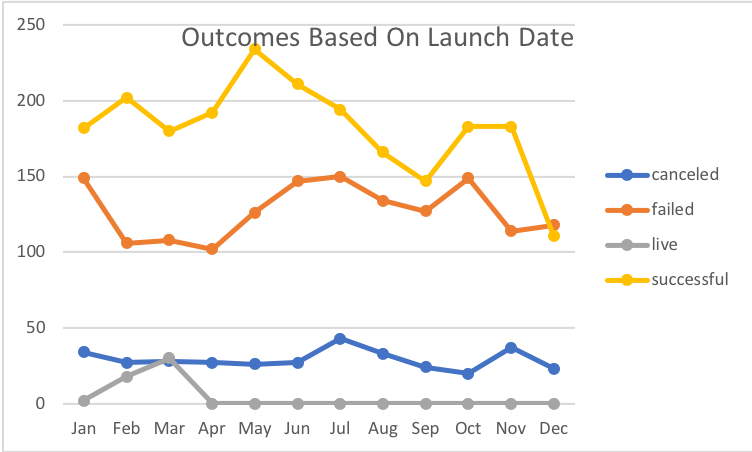 Outcomes Based On Launch Date
250
200
150
100
50
0
Jan Feb Mar Apr May Jun Jul Aug Sep Oct Nov Dec
canceled
failed
live
successful